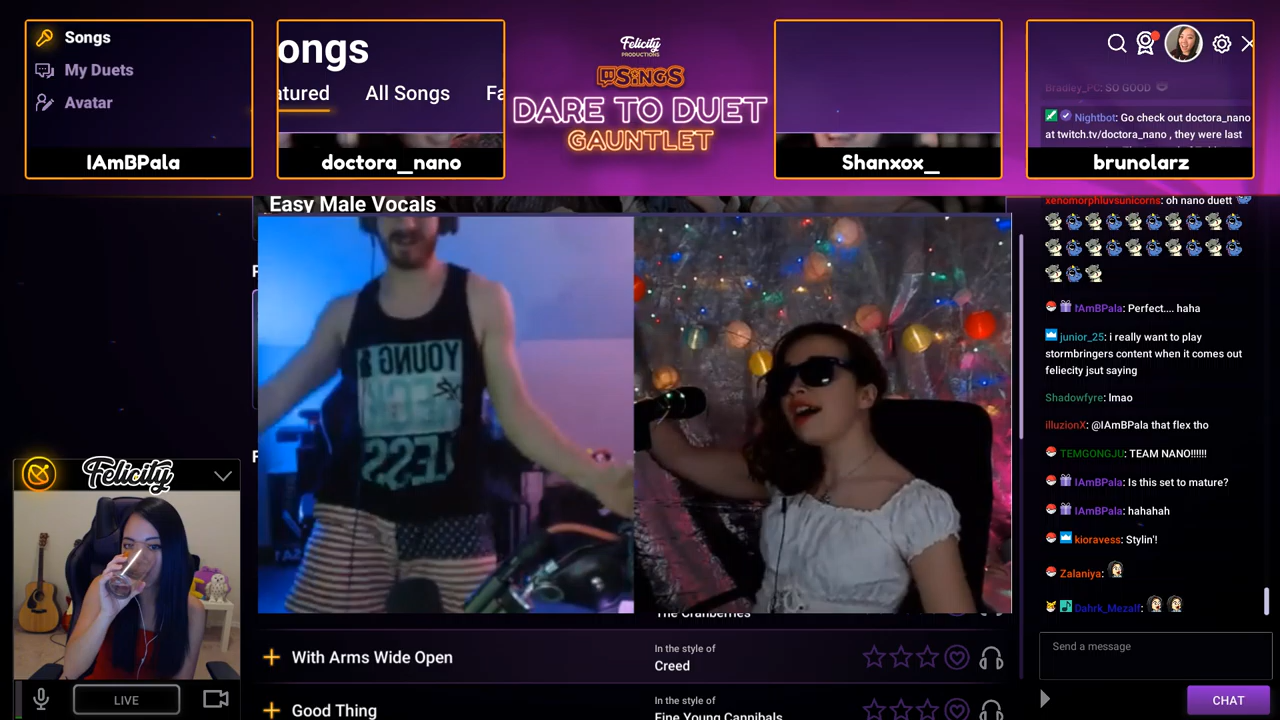 Songs
My Duets
Avatar
IAmBPala
ongs
atured All Songs Fa
doctora_nano
Felicity
PRODUCTIONS
SINGS
DARE TO DUET
GAUNTLET
Shanxox_
Bradley_PC: SO GOOD
Nightbot: Go check out doctora_nano
at twitch.tv/doctora_nano , they were last
brunolarz
Easy Male Vocals
YOUNG
LESS
xenomorphluvsunicorns: oh nano duett
IAmBPala: Perfect.... haha
junior_25: i really want to play
stormbringers content when it comes out
feliecity jsut saying
Shadowfyre: lmao
illuzionX: @IAmBPala that flex tho
TEMGONGJU: TEAM NANO!!!!!!
IAmBPala: Is this set to mature?
IAmBPala: hahahah
kioravess: Stylin'!
Zalaniya:
Dahrk_Mezalf:
Felicity
LIVE
The Cranberries
With Arms Wide Open
In the style of
Creed
Good Thing
In the style of
Fine Young Cannibals
Send a message
CHAT